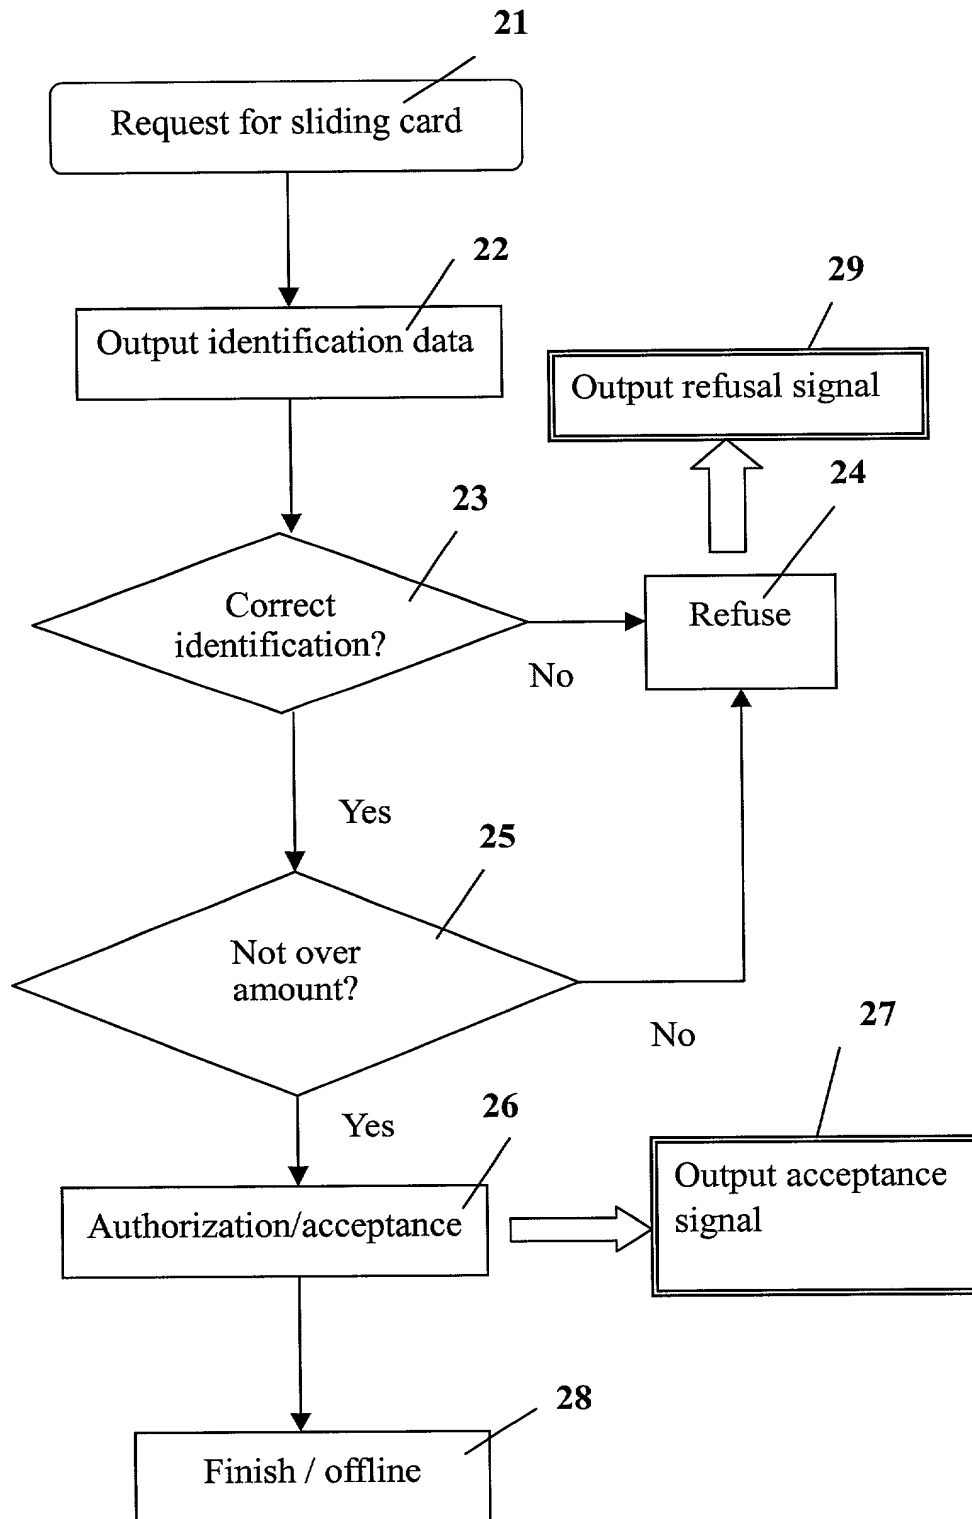 21
Request for sliding card
22
Output identification data
29
Output refusal signal
23
24
Correct
identification?
Refuse
No
Yes
25
Not over
amount?
No
27
Yes
26
Authorization/acceptance
Output acceptance
signal
28
Finish / offline